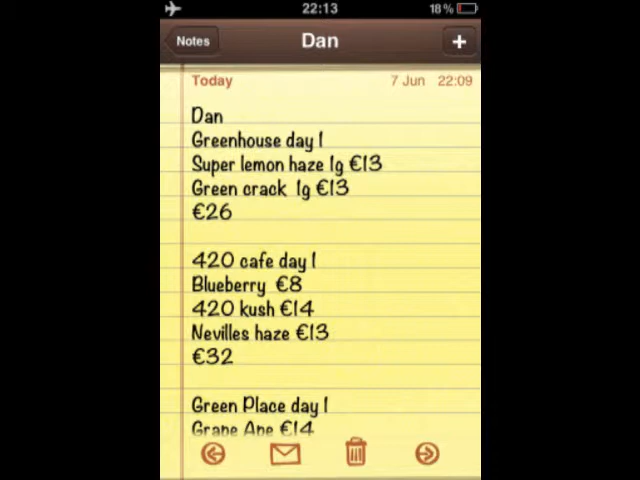 22:13
18%
Notes
Dan
+
Today
7 Jun 22:09
Dan
Greenhouse day 1
Super lemon haze 1g €13
Green crack 1g €13
€26
420 cafe day 1
Blueberry €8
420 kush €14
Nevilles haze €13
€32
Green Place day 1
Grape Ape €14